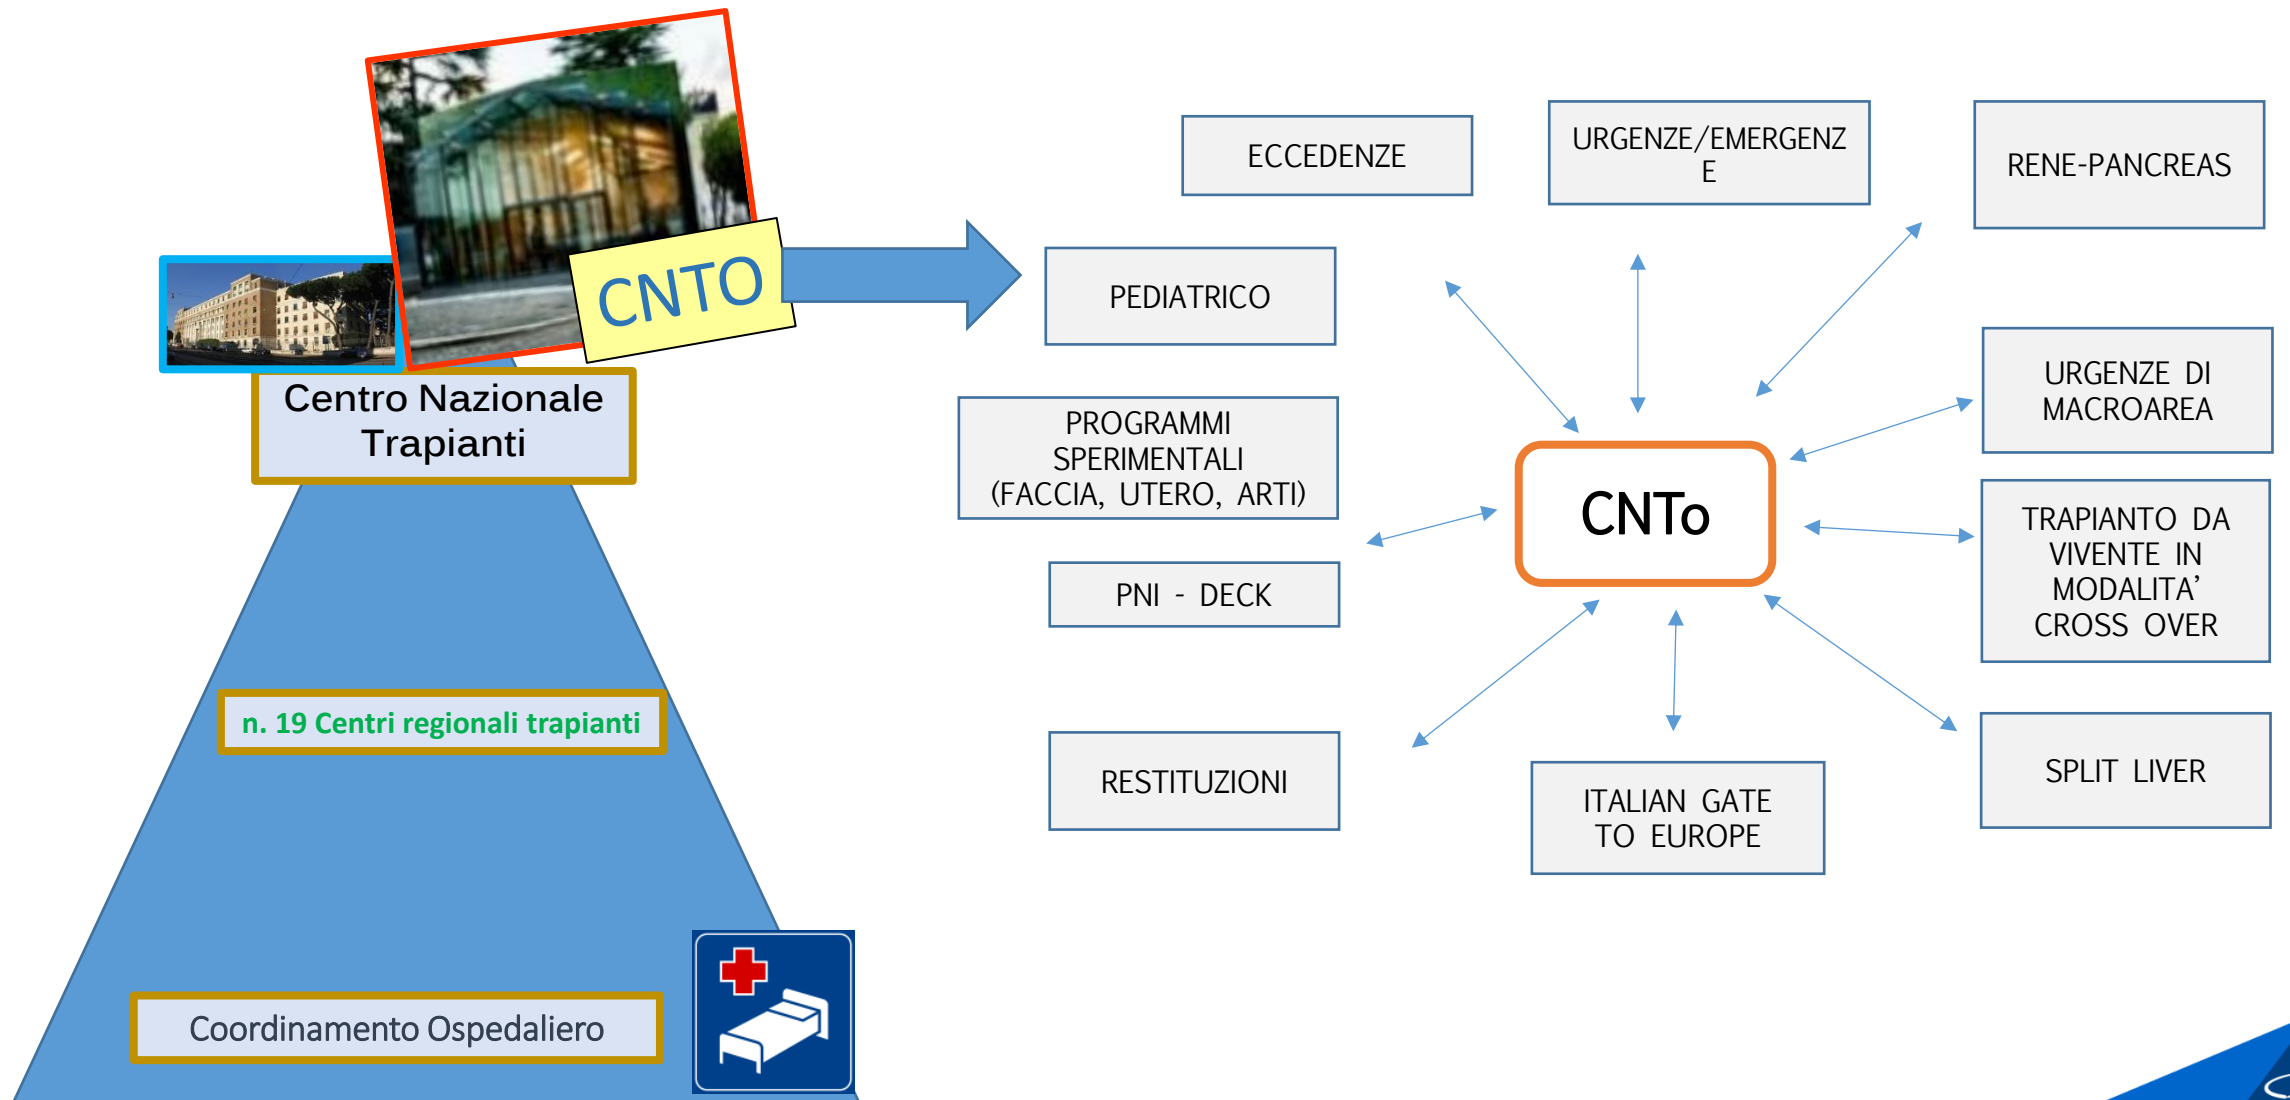 CNTO
Centro Nazionale
Trapianti
n. 19 Centri regionali trapianti
Coordinamento Ospedaliero
ECCEDENZE
URGENZE/EMERGENZ
E
RENE-PANCREAS
PEDIATRICO
URGENZE DI
MACROAREA
PROGRAMMI
SPERIMENTALI
(FACCIA, UTERO, ARTI)
CNTo
TRAPIANTO DA
VIVENTE IN
MODALITA’
CROSS OVER
PNI - DECK
RESTITUZIONI
ITALIAN GATE
TO EUROPE
SPLIT LIVER